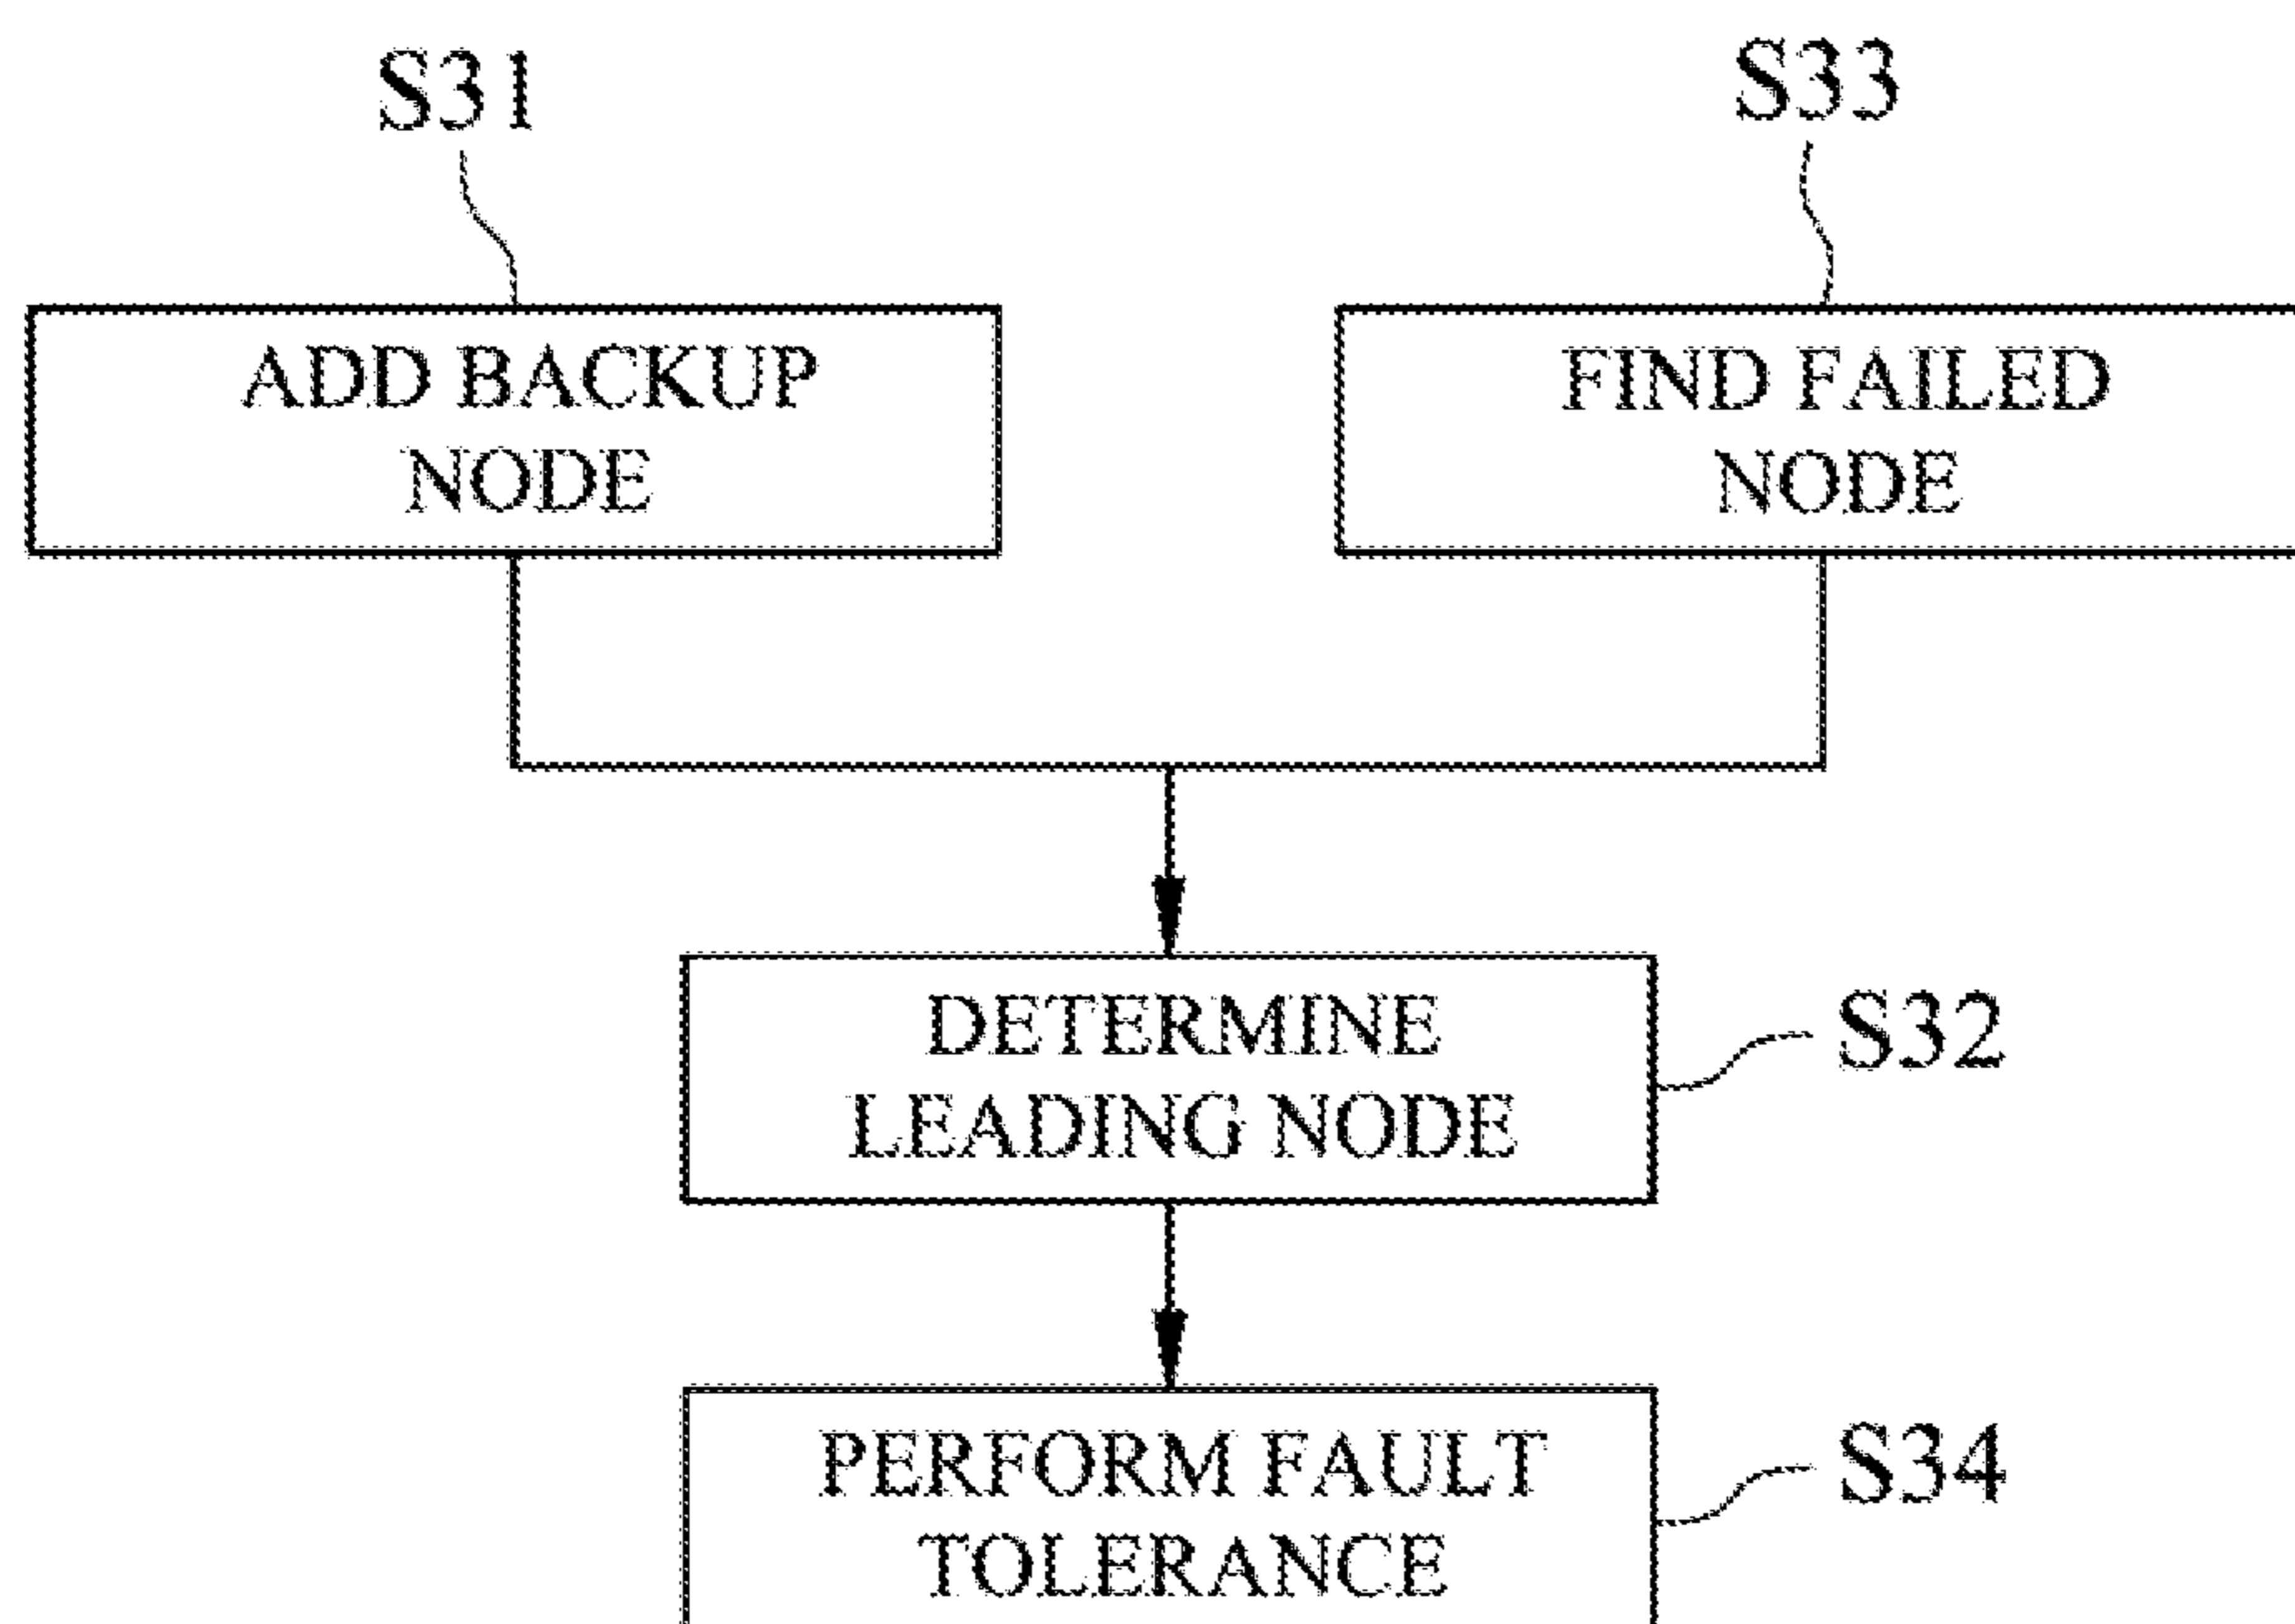 S31
S33
ADD BACKUP
NODE
FIND FAILED
NODE
DETERMINE
LEADING NODE
S32
PERFORM FAULT
TOLERANCE
S34